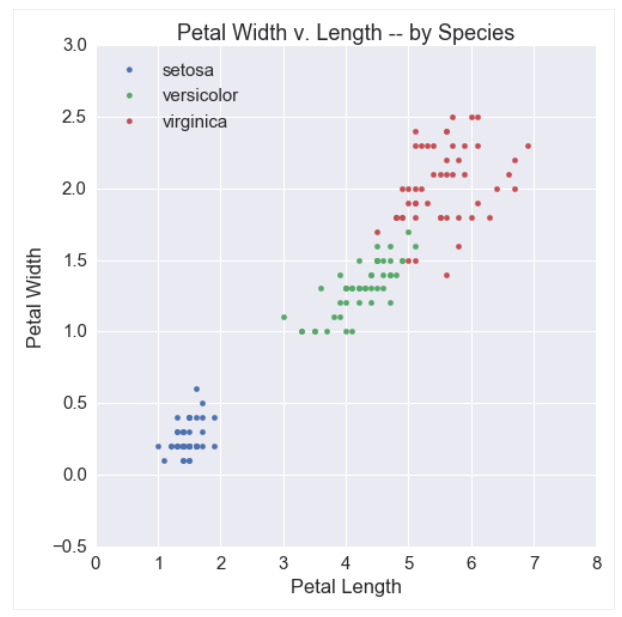 Petal Width v. Length -- by Species
3.0
setosa
versicolor
virginica
2.5
2.0
1.5
Petal Width
1.0
0.5
0.0
−0.5
0 1 2 3 4 5 6 7 8
Petal Length